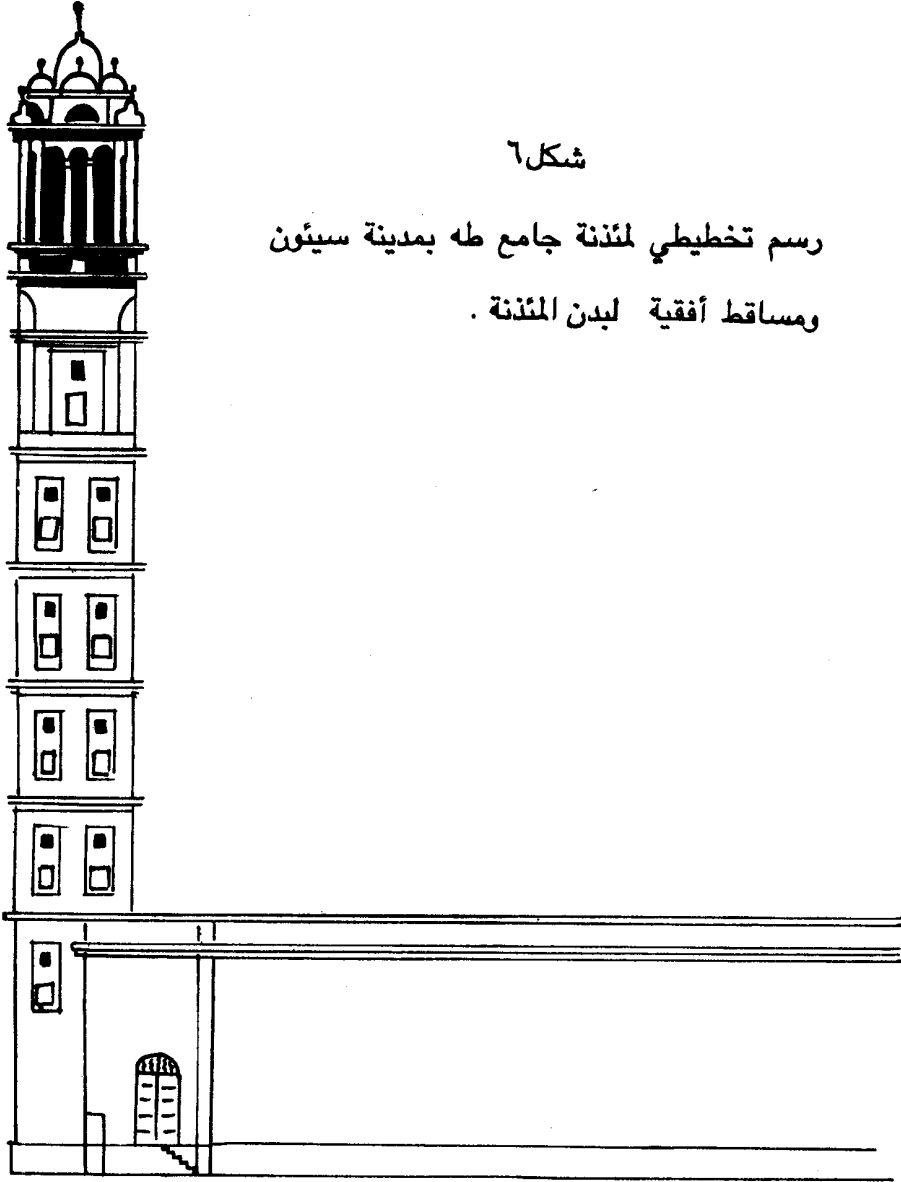 شكل٦
رسم تخطيطي لمئذنة جامع طه بمدينة سيئون
ومساقط أفقية لبدن المئذنة .